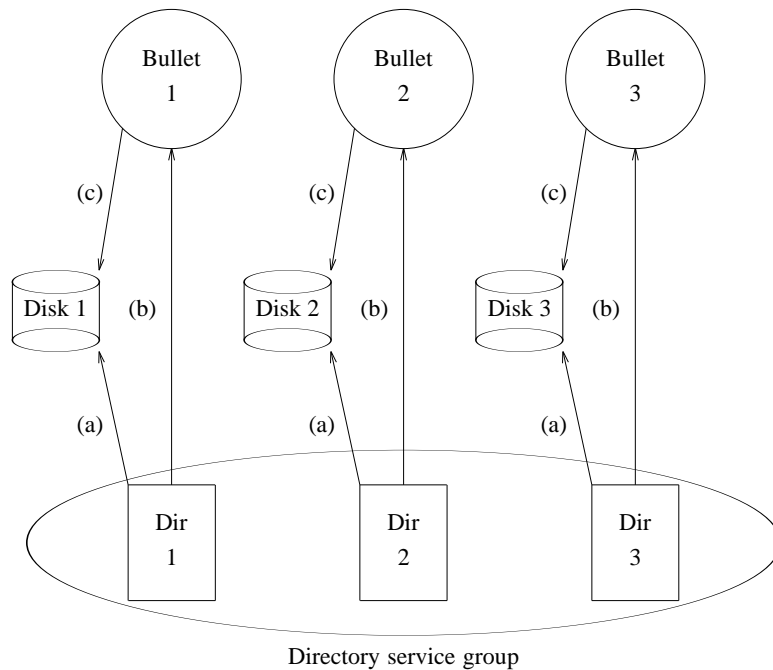 Bullet
1
Bullet
2
Bullet
3
(c)
(c)
(c)
Disk 1
(b)
Disk 2
(b)
Disk 3
(b)
(a)
(a)
(a)
Dir
1
Dir
2
Dir
3
Directory service group